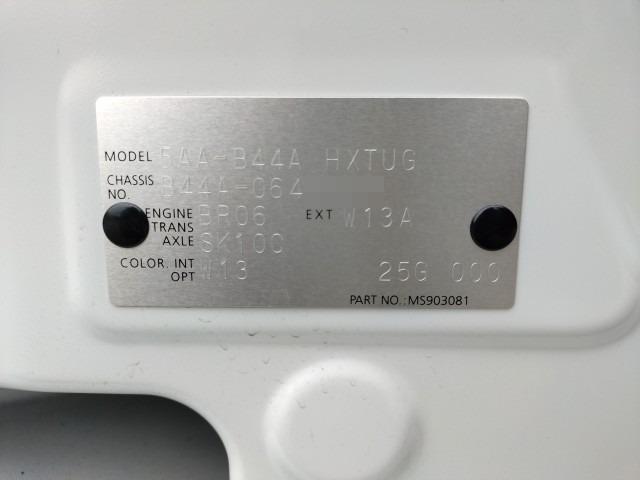 MODEL 5AA-B44A HXTUG
CHASSIS NO. B44A-064
ENGINE BR06 EXT W13A
TRANS AXLE SK10C
COLOR. INT W13
OPT 25G 000
PART NO.: MS903081